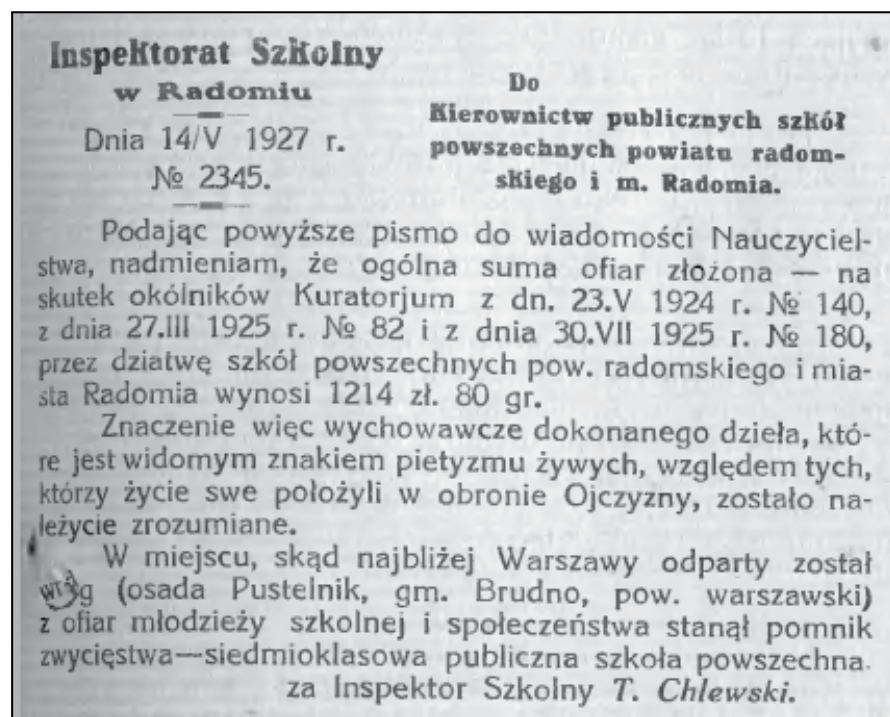 Inspektorat Szkolny
w Radomiu
Dnia 14/V 1927 r.
№ 2345.
Do
Kierownictw publicznych szkół
powszechnych powiatu radom-
skiego i m. Radomia.
Podając powyższe pismo do wiadomości Nauczyciel-
stwa, nadmieniam, że ogólna suma ofiar złożona — na
skutek okólników Kuratorjum z dn. 23.V 1924 r. № 140,
z dnia 27.III 1925 r. № 82 i z dnia 30.VII 1925 r. № 180,
przez dziatwę szkół powszechnych pow. radomskiego i mia-
sta Radomia wynosi 1214 zł. 80 gr.
Znaczenie więc wychowawcze dokonanego dzieła, któ-
re jest widomym znakiem pietyzmu żywych, względem tych,
którzy życie swe położyli w obronie Ojczyzny, zostało na-
leżycie zrozumiane.
W miejscu, skąd najbliżej Warszawy odparty został
wróg (osada Pustelnik, gm. Brudno, pow. warszawski)
z ofiar młodzieży szkolnej i społeczeństwa stanął pomnik
zwycięstwa—siedmioklasowa publiczna szkoła powszechna.
za Inspektor Szkolny T. Chlewski.